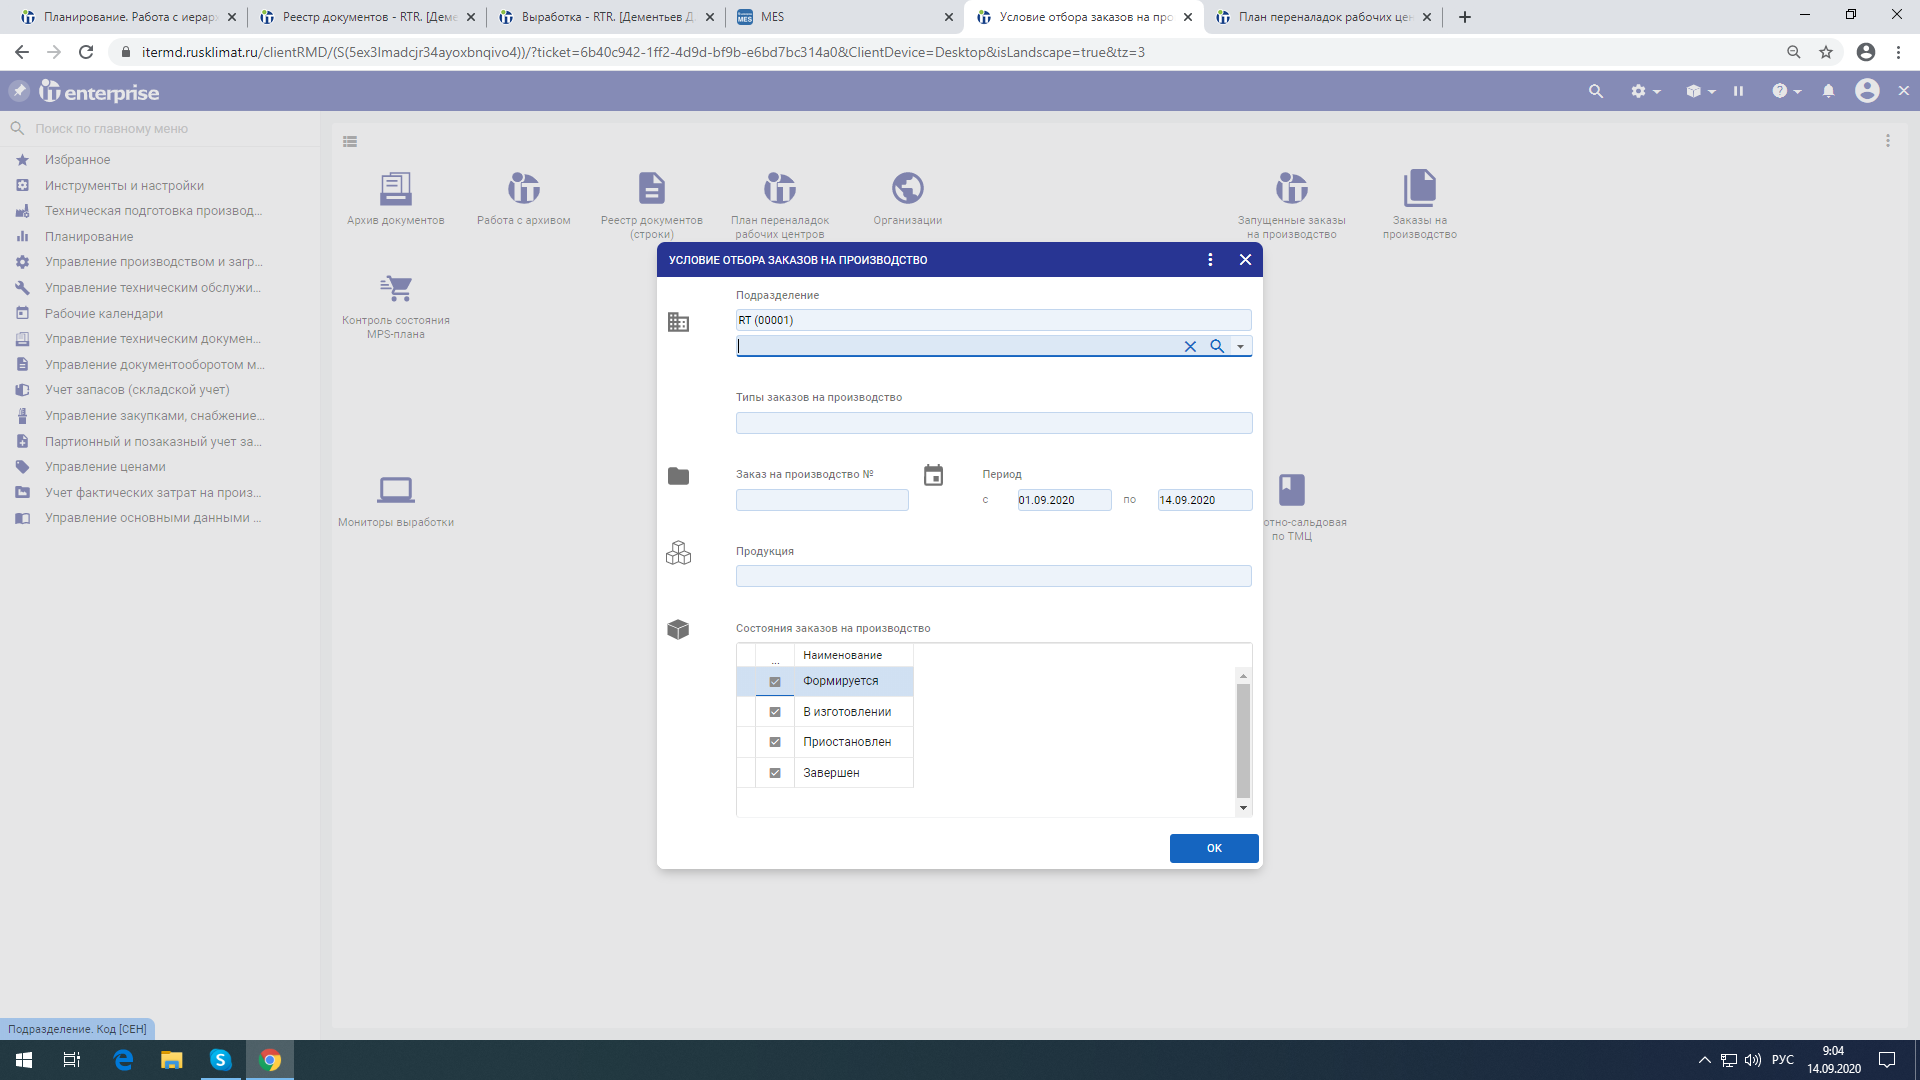 Планирование. Работа с иерар
Реестр документов - RTR. [Деме
Выработка - RTR. [Дементьев Д
MES
MES
Условие отбора заказов на про
План переналадок рабочих цен
itermd.rusklimat.ru/clientRMD/(S(5ex3lmadcjr34ayoxbnqivo4))/?ticket=6b40c942-1ff2-4d9d-bf9b-e6bd7bc314a0&ClientDevice=Desktop&isLandscape=true&tz=3
enterprise
Поиск по главному меню
Избранное
Инструменты и настройки
Техническая подготовка производ...
Планирование
Управление производством и загр...
Управление техническим обслужи...
Рабочие календари
Управление техническим докумен...
Управление документооборотом м...
Учет запасов (складской учет)
Управление закупками, снабжение...
Партионный и позаказный учет за...
Управление ценами
Учет фактических затрат на произ...
Управление основными данными ...
Архив документов
Работа с архивом
Реестр документов
(строки)
План переналадок
рабочих центров
Организации
Запущенные заказы
на производство
Заказы на
производство
Контроль состояния
MPS-плана
Мониторы выработки
отно-сальдовая
по ТМЦ
УСЛОВИЕ ОТБОРА ЗАКАЗОВ НА ПРОИЗВОДСТВО
Подразделение
RT (00001)
Типы заказов на производство
Заказ на производство №
Период
с
01.09.2020
по
14.09.2020
Продукция
Состояния заказов на производство
...
Наименование
Формируется
В изготовлении
Приостановлен
Завершен
OK
Подразделение. Код [CEH]
РУС
9:04
14.09.2020